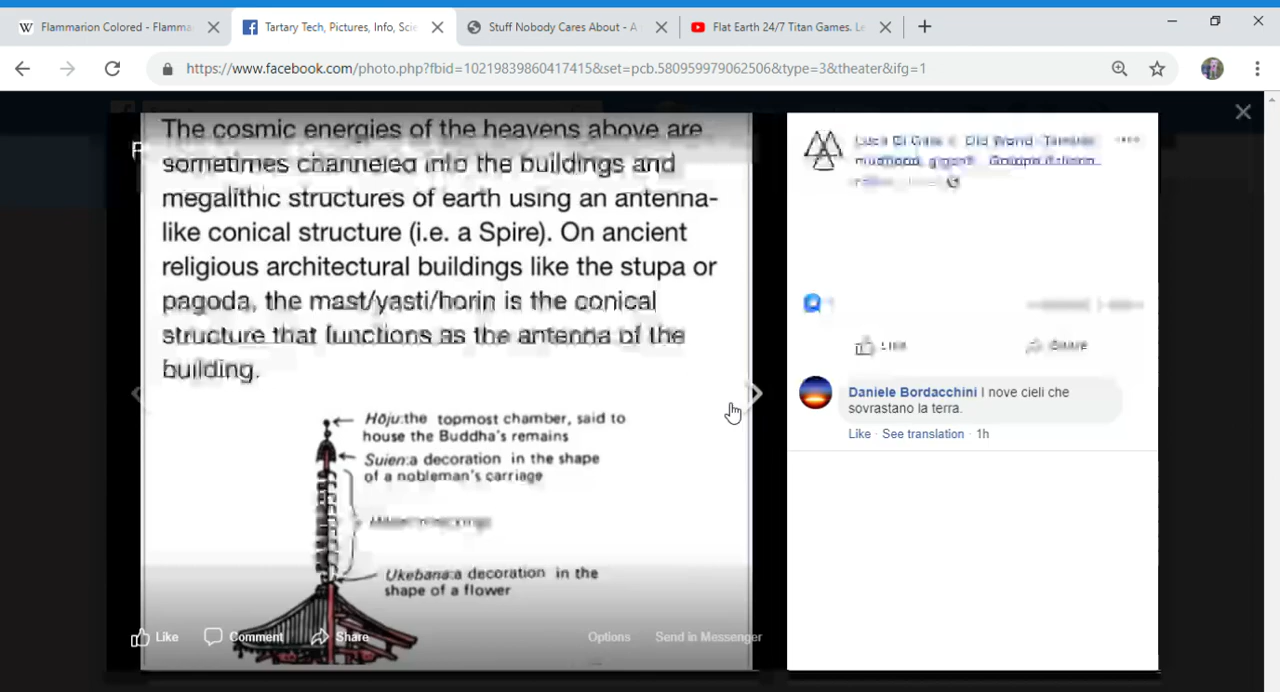 Flammarion Colored - Flamma
Tartary Tech, Pictures, Info, Scie
Stuff Nobody Cares About - A
Flat Earth 24/7 Titan Games. Le
https://www.facebook.com/photo.php?fbid=10219839860417415&set=pcb.580959979062506&type=3&theater&ifg=1
The cosmic energies of the heavens above are
sometimes channeled into the buildings and
megalithic structures of earth using an antenna-
like conical structure (i.e. a Spire). On ancient
religious architectural buildings like the stupa or
pagoda, the mast/yasti/horin is the conical
structure that functions as the antenna of the
building.
Hōju:the topmost chamber, said to
house the Buddha's remains
Suien:a decoration in the shape
of a nobleman's carriage
Ukebana:a decoration in the
shape of a flower
Like Comment Share Options Send in Messenger
Like Share
Daniele Bordacchini I nove cieli che
sovrastano la terra.
Like · See translation · 1h